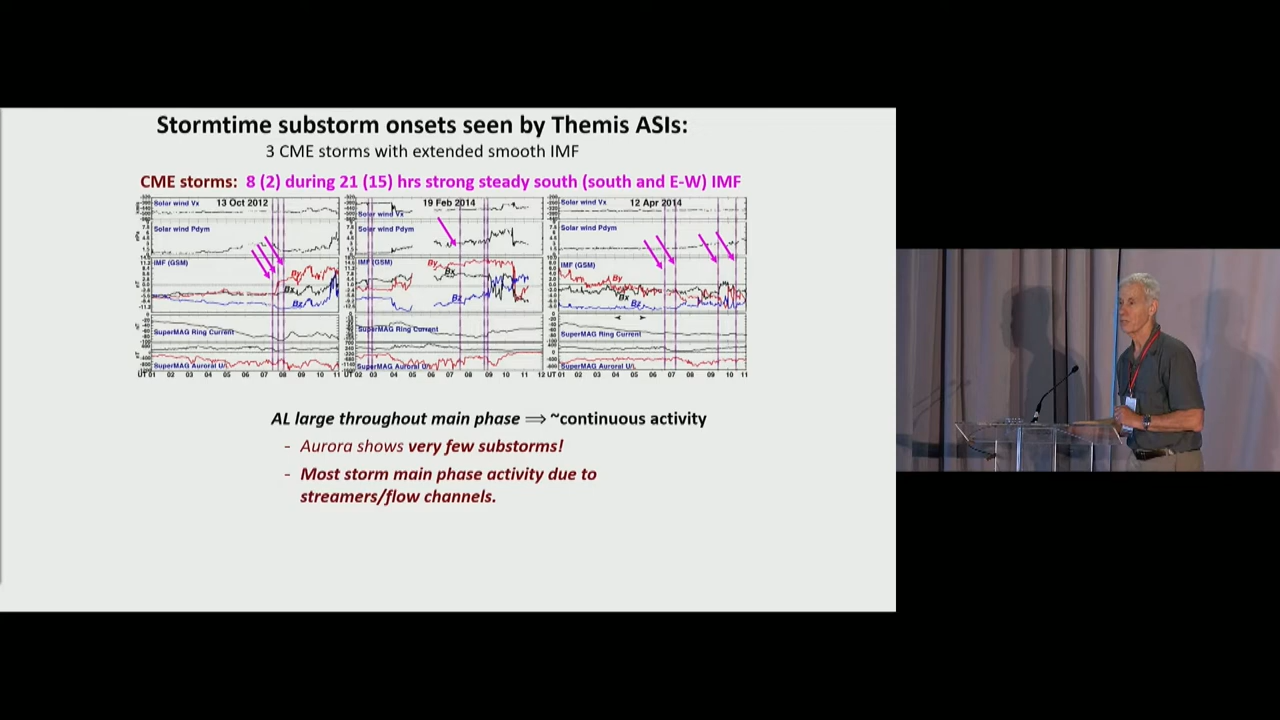 Stormtime substorm onsets seen by Themis ASIs:
3 CME storms with extended smooth IMF
CME storms: 8 (2) during 21 (15) hrs strong steady south (south and E-W) IMF
Solar wind Vx 13 Oct 2012
Solar wind Pdym
IMF (GSM)
By
Bx
Bz
SuperMAG Ring Current
SuperMAG Auroral U/L
UT 01 02 03 04 05 06 07 08 09 10 11
Solar wind Vx 19 Feb 2014
Solar wind Pdym
IMF (GSM)
By
Bx
Bz
SuperMAG Ring Current
SuperMAG Auroral U/L
UT 02 03 04 05 06 07 08 09 10 11 12
Solar wind Vx 12 Apr 2014
Solar wind Pdym
IMF (GSM)
By
Bx
Bz
SuperMAG Ring Current
SuperMAG Auroral U/L
UT 01 02 03 04 05 06 07 08 09 10 11
AL large throughout main phase ⟹ ~continuous activity
- Aurora shows very few substorms!
- Most storm main phase activity due to
streamers/flow channels.